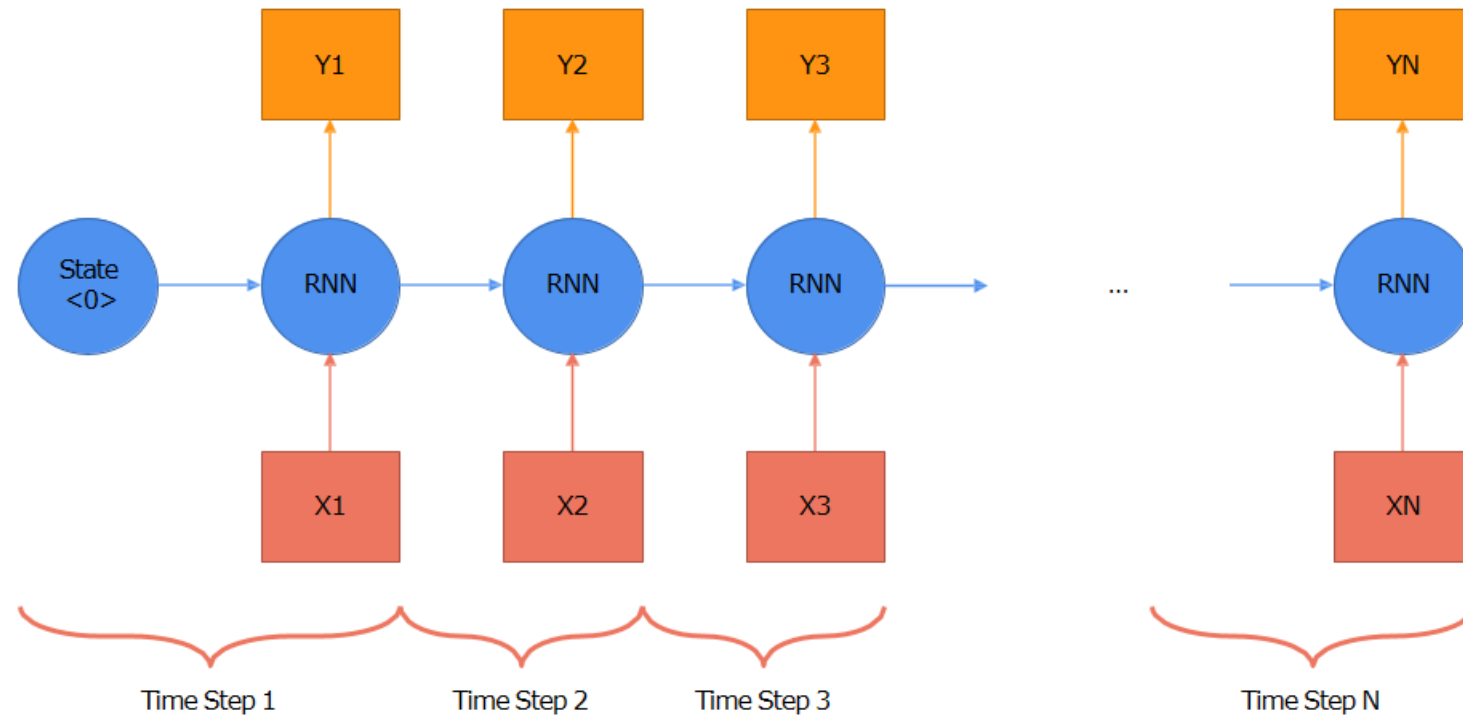 Y1
Y2
Y3
YN
State
<0>
RNN
RNN
RNN
...
RNN
X1
X2
X3
XN
Time Step 1
Time Step 2
Time Step 3
Time Step N